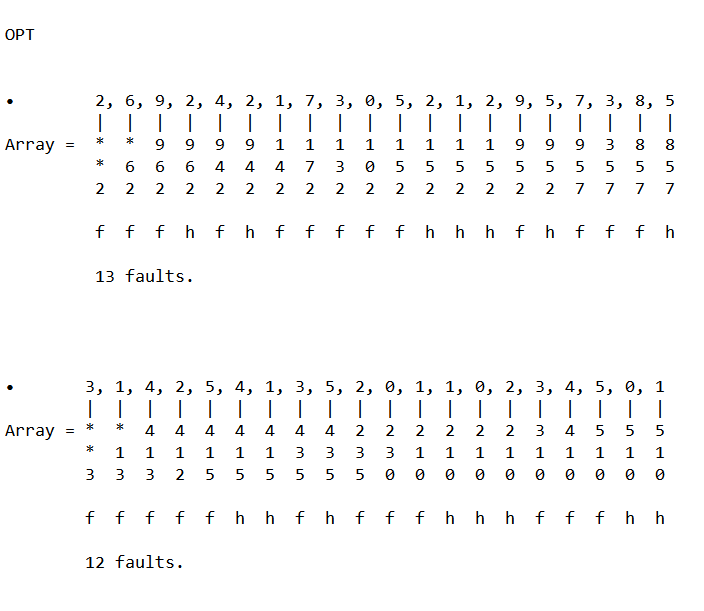 OPT
•        2, 6, 9, 2, 4, 2, 1, 7, 3, 0, 5, 2, 1, 2, 9, 5, 7, 3, 8, 5
         |  |  |  |  |  |  |  |  |  |  |  |  |  |  |  |  |  |  |  |
Array =  *  *  9  9  9  9  1  1  1  1  1  1  1  1  9  9  9  3  8  8
         *  6  6  6  4  4  4  7  3  0  5  5  5  5  5  5  5  5  5  5
         2  2  2  2  2  2  2  2  2  2  2  2  2  2  2  2  7  7  7  7
         f  f  f  h  f  h  f  f  f  f  f  h  h  h  f  h  f  f  f  h
         13 faults.
•       3, 1, 4, 2, 5, 4, 1, 3, 5, 2, 0, 1, 1, 0, 2, 3, 4, 5, 0, 1
        |  |  |  |  |  |  |  |  |  |  |  |  |  |  |  |  |  |  |  |
Array = *  *  4  4  4  4  4  4  4  2  2  2  2  2  2  3  4  5  5  5
        *  1  1  1  1  1  1  3  3  3  3  1  1  1  1  1  1  1  1  1
        3  3  3  2  5  5  5  5  5  5  0  0  0  0  0  0  0  0  0  0
        f  f  f  f  f  h  h  f  h  f  f  f  h  h  h  f  f  f  h  h
        12 faults.